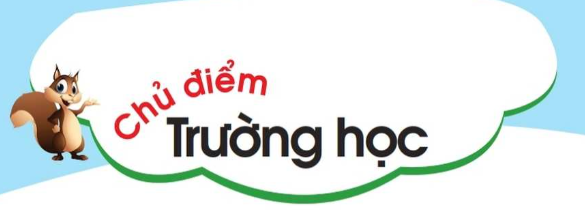 Chủ điểm
Trường học